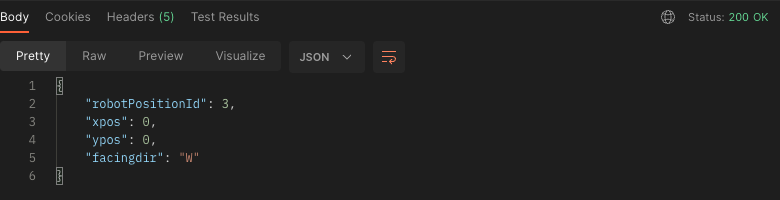 Body Cookies Headers (5) Test Results Status: 200 OK
Pretty Raw Preview Visualize JSON
1 {
2 "robotPositionId": 3,
3 "xpos": 0,
4 "ypos": 0,
5 "facingdir": "W"
6 }